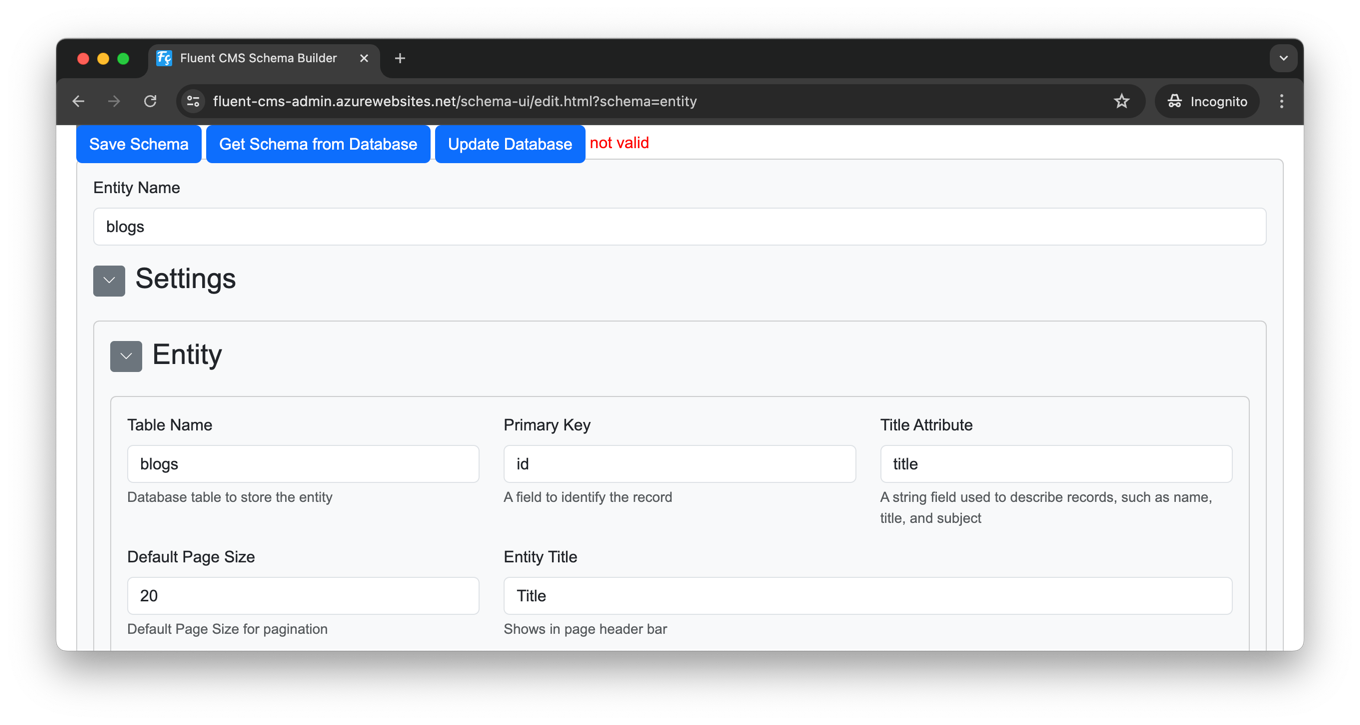 Fluent CMS Schema Builder
fluent-cms-admin.azurewebsites.net/schema-ui/edit.html?schema=entity
Incognito
Save Schema Get Schema from Database Update Database not valid
Entity Name
blogs
Settings
Entity
Table Name Primary Key Title Attribute
blogs id title
Database table to store the entity A field to identify the record A string field used to describe records, such as name,
title, and subject
Default Page Size Entity Title
20 Title
Default Page Size for pagination Shows in page header bar